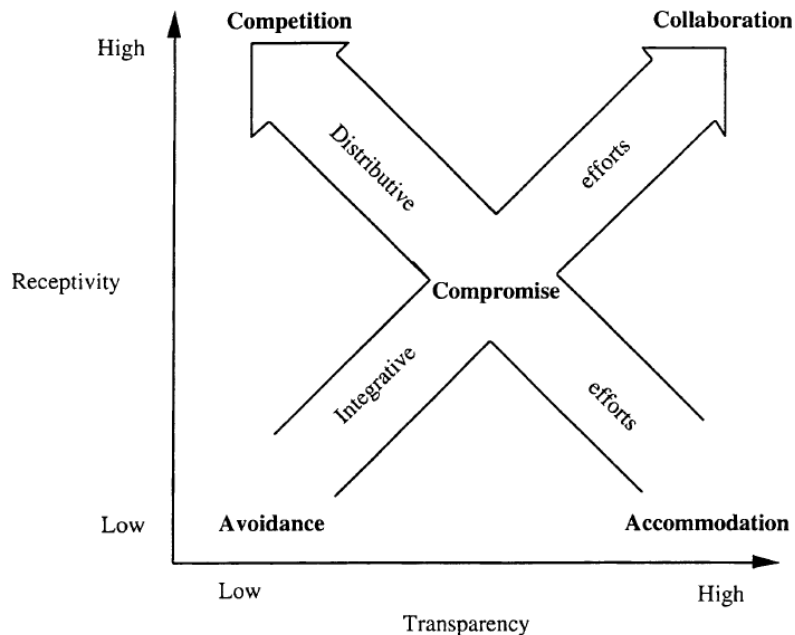 Competition
Collaboration
High
Distributive
efforts
Receptivity
Compromise
Integrative
efforts
Low
Avoidance
Accommodation
Low
High
Transparency